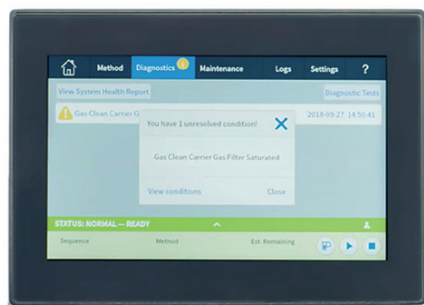 Method Diagnostics 1 Maintenance Logs Settings ?
View System Health Report Diagnostic Tests
Gas Clean Carrier G 2018-09-27 14:50:41
You have 1 unresolved condition!
Gas Clean Carrier Gas Filter Saturated
View conditions Close
STATUS: NORMAL — READY
Sequence Method Est. Remaining